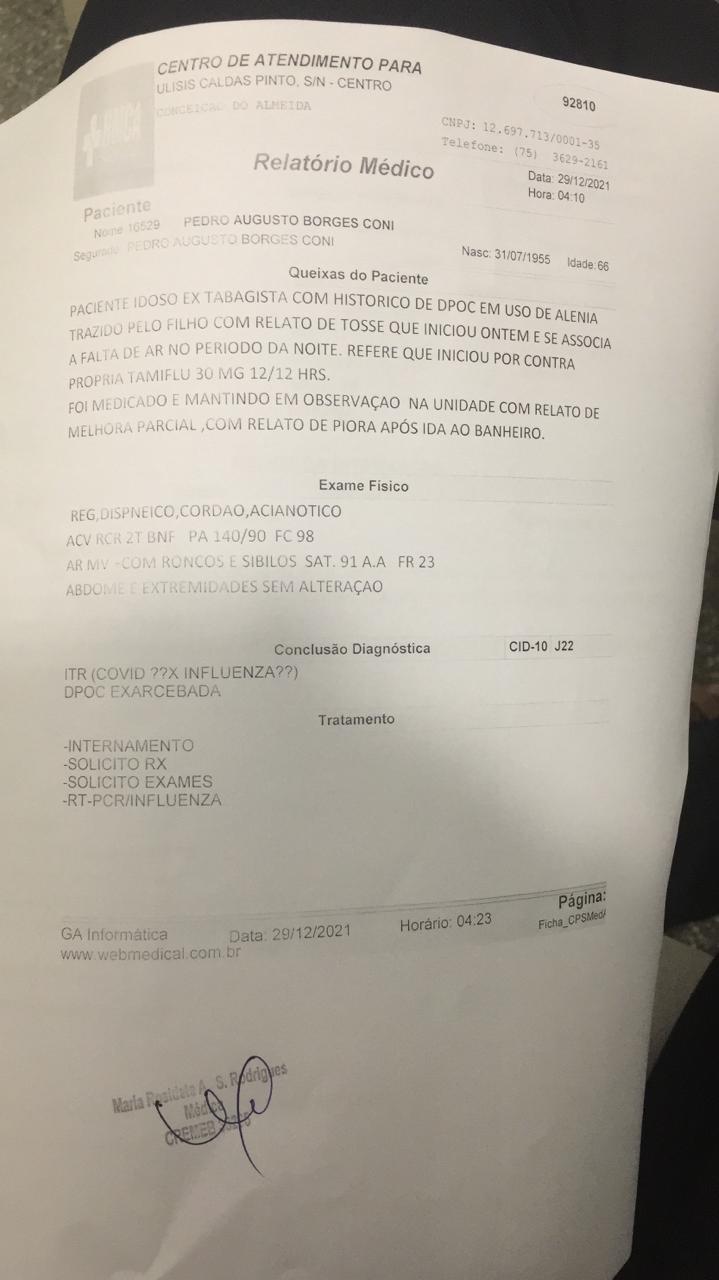 CENTRO DE ATENDIMENTO PARA
ULISIS CALDAS PINTO, S/N - CENTRO
CONCEICAO DO ALMEIDA
92810
CNPJ: 12.697.713/0001-35
Telefone: (75) 3629-2161
Relatório Médico
Data: 29/12/2021
Hora: 04:10
Paciente
Nome 16529 PEDRO AUGUSTO BORGES CONI
Segurado PEDRO AUGUSTO BORGES CONI
Nasc: 31/07/1955 Idade:66
Queixas do Paciente
PACIENTE IDOSO EX TABAGISTA COM HISTORICO DE DPOC EM USO DE ALENIA
TRAZIDO PELO FILHO COM RELATO DE TOSSE QUE INICIOU ONTEM E SE ASSOCIA
A FALTA DE AR NO PERIODO DA NOITE. REFERE QUE INICIOU POR CONTRA
PROPRIA TAMIFLU 30 MG 12/12 HRS.
FOI MEDICADO E MANTINDO EM OBSERVAÇAO NA UNIDADE COM RELATO DE
MELHORA PARCIAL ,COM RELATO DE PIORA APÓS IDA AO BANHEIRO.
Exame Físico
REG,DISPNEICO,CORDAO,ACIANOTICO
ACV RCR 2T BNF PA 140/90 FC 98
AR MV -COM RONCOS E SIBILOS SAT. 91 A.A FR 23
ABDOME E EXTREMIDADES SEM ALTERAÇAO
Conclusão Diagnóstica CID-10 J22
ITR (COVID ??X INFLUENZA??)
DPOC EXARCEBADA
Tratamento
-INTERNAMENTO
-SOLICITO RX
-SOLICITO EXAMES
-RT-PCR/INFLUENZA
GA Informática Data: 29/12/2021 Horário: 04:23 Página:
www.webmedical.com.br Ficha_CPSMed
Maria A. S. Rodrigues
Médica
CREMEB